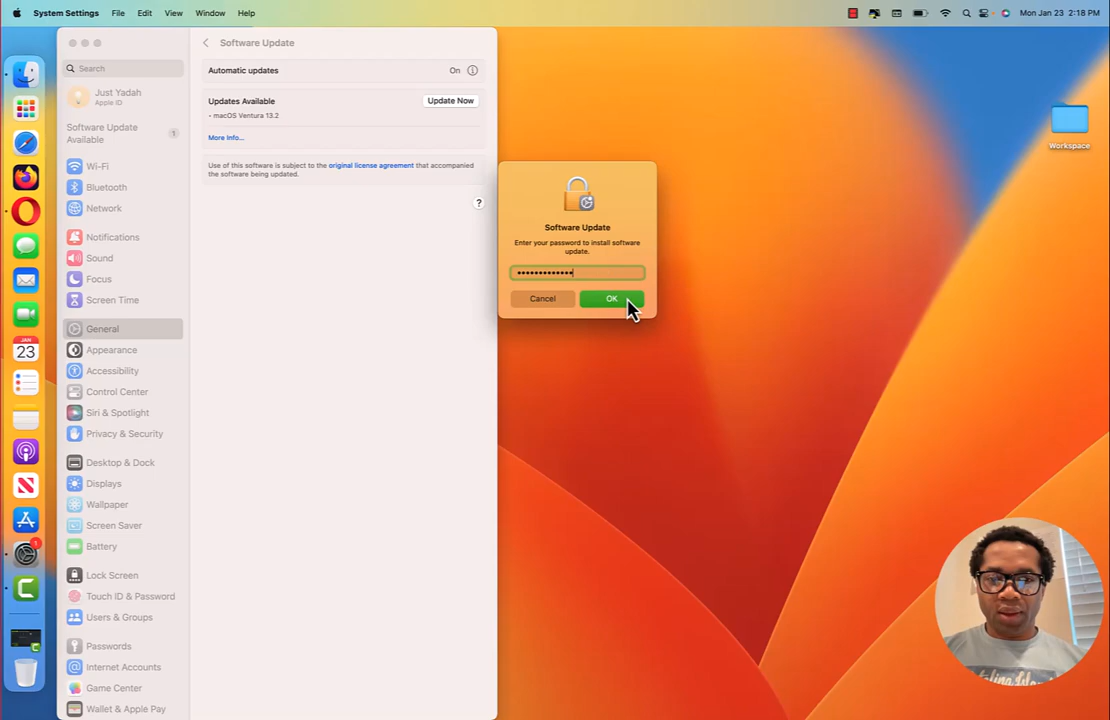 System Settings File Edit View Window Help
Mon Jan 23 2:18 PM
Search
Just Yadah
Apple ID
Software Update
Available
1
Wi-Fi
Bluetooth
Network
Notifications
Sound
Focus
Screen Time
General
Appearance
Accessibility
Control Center
Siri & Spotlight
Privacy & Security
Desktop & Dock
Displays
Wallpaper
Screen Saver
Battery
Lock Screen
Touch ID & Password
Users & Groups
Passwords
Internet Accounts
Game Center
Wallet & Apple Pay
Software Update
Automatic updates
On
Updates Available
Update Now
- macOS Ventura 13.2
More Info...
Use of this software is subject to the original license agreement that accompanied
the software being updated.
?
Software Update
Enter your password to install software
update.
•••••••••••••
Cancel
OK
Workspace
JAN
23
1